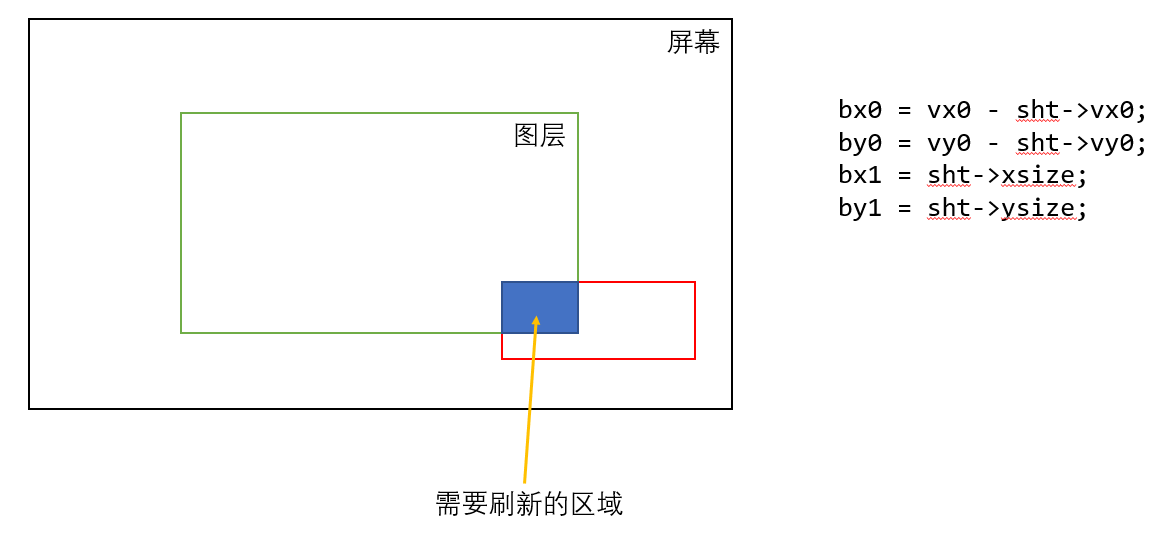 屏幕
图层
bx0 = vx0 - sht->vx0;
by0 = vy0 - sht->vy0;
bx1 = sht->xsize;
by1 = sht->ysize;
需要刷新的区域